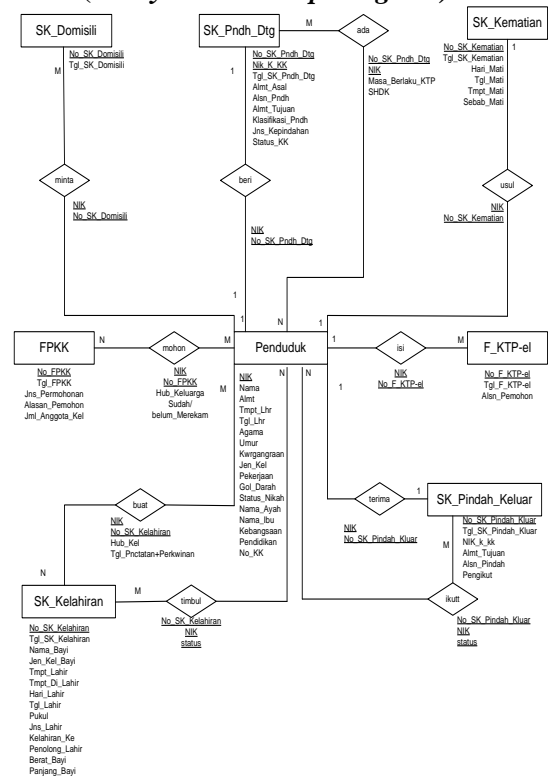 SK_Domisili
No_SK_Domisili
Tgl_SK_Domisili
M
minta
NIK
No_SK_Domisili
1
SK_Pndh_Dtg
No_SK_Pndh_Dtg
Nik_K_KK
Tgl_SK_Pndh_Dtg
Almt_Asal
Alsn_Pndh
Almt_Tujuan
Klasifikasi_Pndh
Jns_Kepindahan
Status_KK
1
beri
NIK
No_SK_Pndh_Dtg
1
M
ada
No_SK_Pndh_Dtg
NIK
Masa_Berlaku_KTP
SHDK
N
SK_Kematian
No_SK_Kematian
Tgl_SK_Kematian
Hari_Mati
Tgl_Mati
Tmpt_Mati
Sebab_Mati
1
usul
NIK
No_SK_Kematian
1
FPKK
No_FPKK
Tgl_FPKK
Jns_Permohonan
Alasan_Pemohon
Jml_Anggota_Kel
N
mohon
M
NIK
No_FPKK
Hub_Keluarga
Sudah/
belum_Merekam
Penduduk
NIK
Nama
Almt
Tmpt_Lhr
Tgl_Lhr
Agama
Umur
Kwrgangraan
Jen_Kel
Pekerjaan
Gol_Darah
Status_Nikah
Nama_Ayah
Nama_Ibu
Kebangsaan
Pendidikan
No_KK
1
isi
M
NIK
No_F_KTP-el
F_KTP-el
No_F_KTP-el
Tgl_F_KTP-el
Alsn_Pemohon
M
buat
NIK
No_SK_Kelahiran
Hub_Kel
Tgl_Pnctatan+Perkwinan
N
1
terima
1
NIK
No_SK_Pindah_Kluar
SK_Pindah_Keluar
No_SK_Pindah_Kluar
Tgl_SK_Pindah_Kluar
NIK_k_kk
Almt_Tujuan
Alsn_Pindah
Pengikut
M
ikutt
No_SK_Pindah_Kluar
NIK
status
N
SK_Kelahiran
No_SK_Kelahiran
Tgl_SK_Kelahiran
Nama_Bayi
Jen_Kel_Bayi
Tmpt_Lahir
Tmpt_Di_Lahir
Hari_Lahir
Tgl_Lahir
Pukul
Jns_Lahir
Kelahiran_Ke
Penolong_Lahir
Berat_Bayi
Panjang_Bayi
M
timbul
No_SK_Kelahiran
NIK
status
N